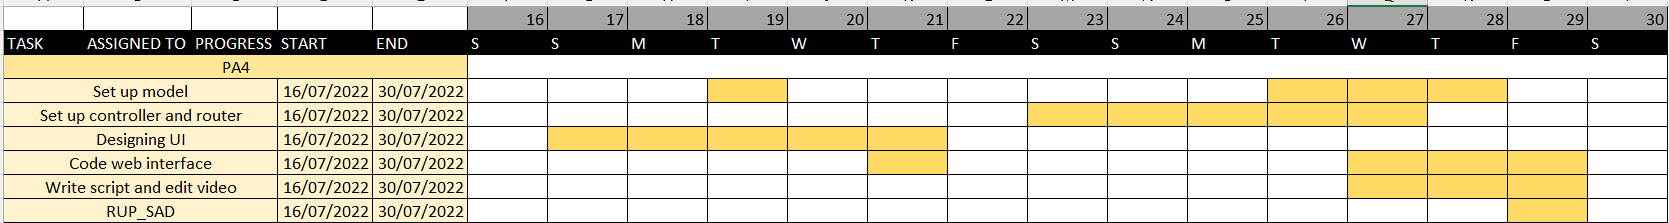 16 17 18 19 20 21 22 23 24 25 26 27 28 29 30
TASK ASSIGNED TO PROGRESS START END S S M T W T F S S M T W T F S
PA4
Set up model 16/07/2022 30/07/2022
Set up controller and router 16/07/2022 30/07/2022
Designing UI 16/07/2022 30/07/2022
Code web interface 16/07/2022 30/07/2022
Write script and edit video 16/07/2022 30/07/2022
RUP_SAD 16/07/2022 30/07/2022